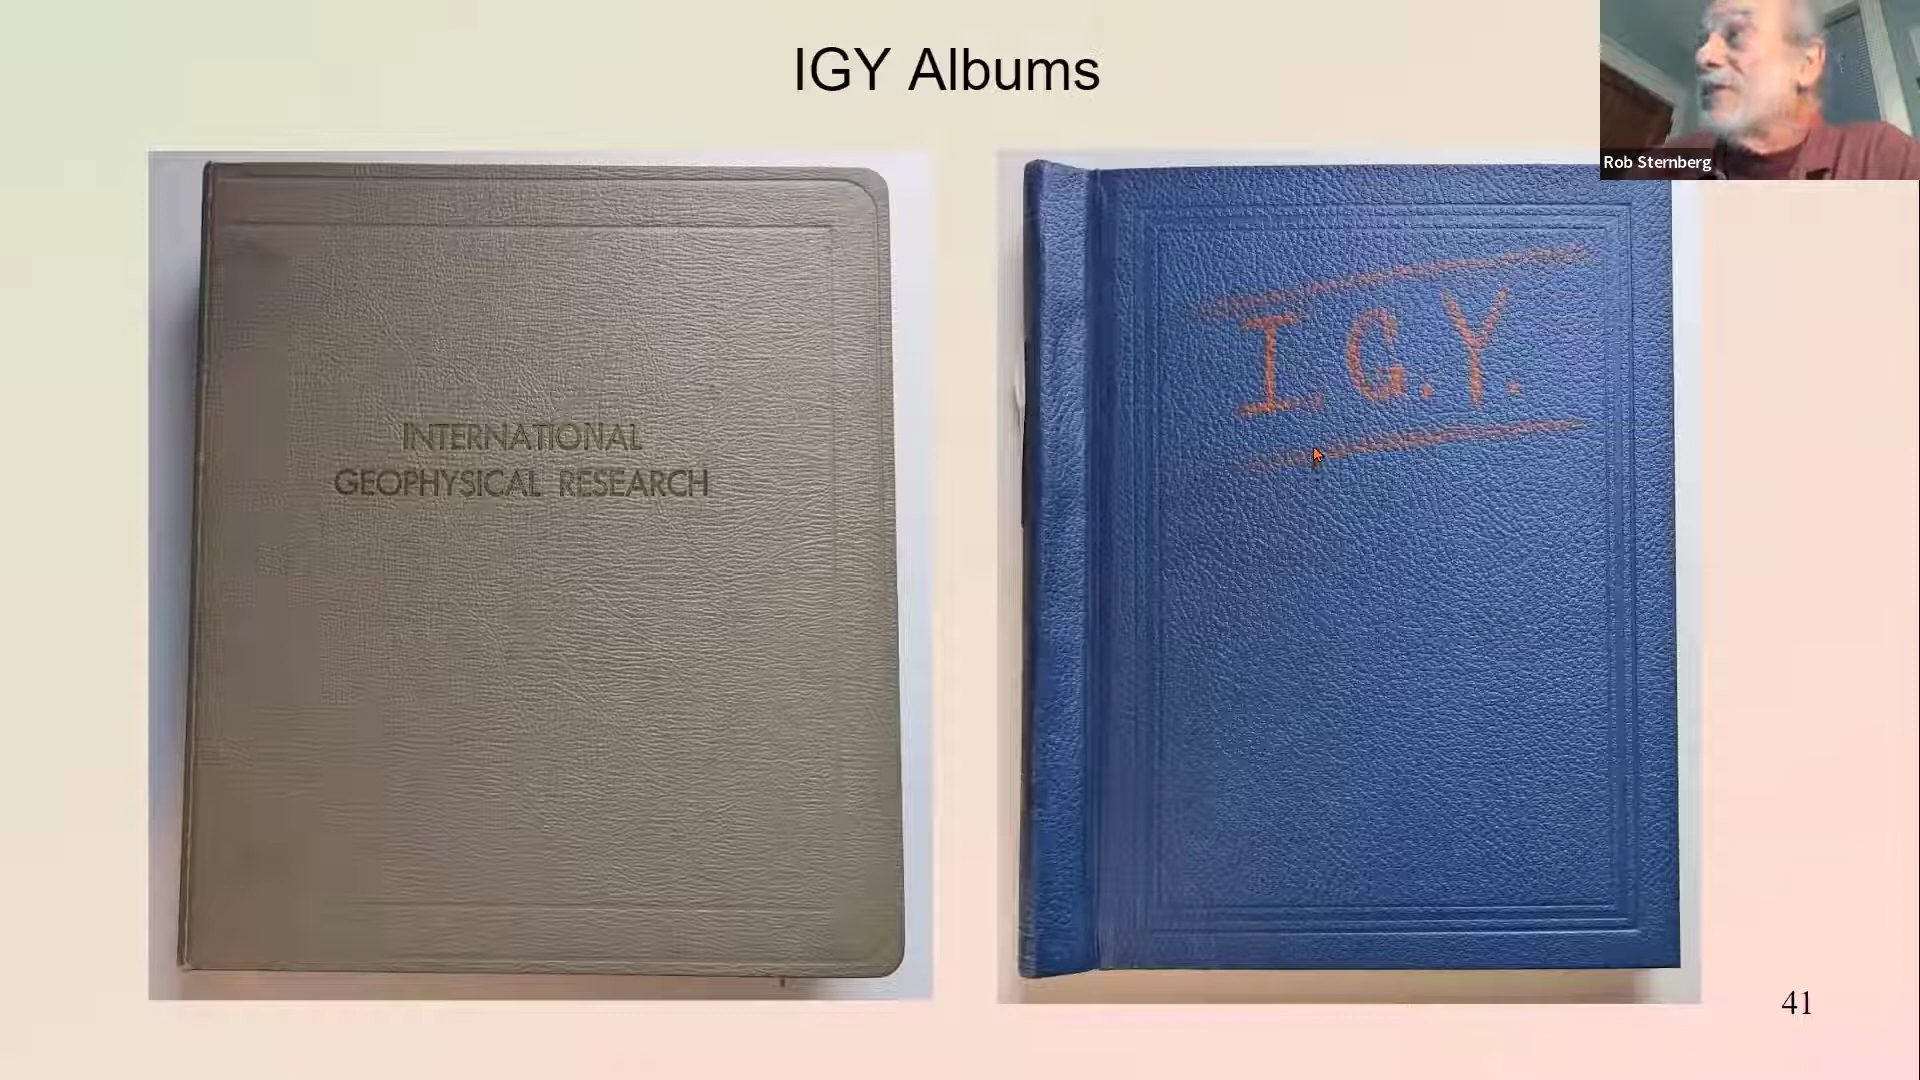 IGY Albums
Rob Sternberg
INTERNATIONAL
GEOPHYSICAL RESEARCH
I.G.Y.
41